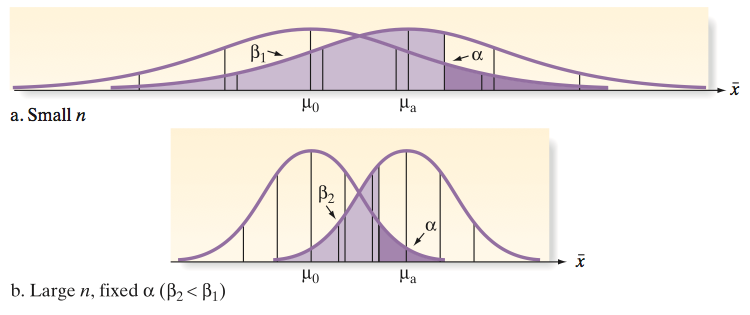 β₁ α
x̄
μ₀ μₐ
a. Small n
β₂
α
x̄
μ₀ μₐ
b. Large n, fixed α (β₂ < β₁)